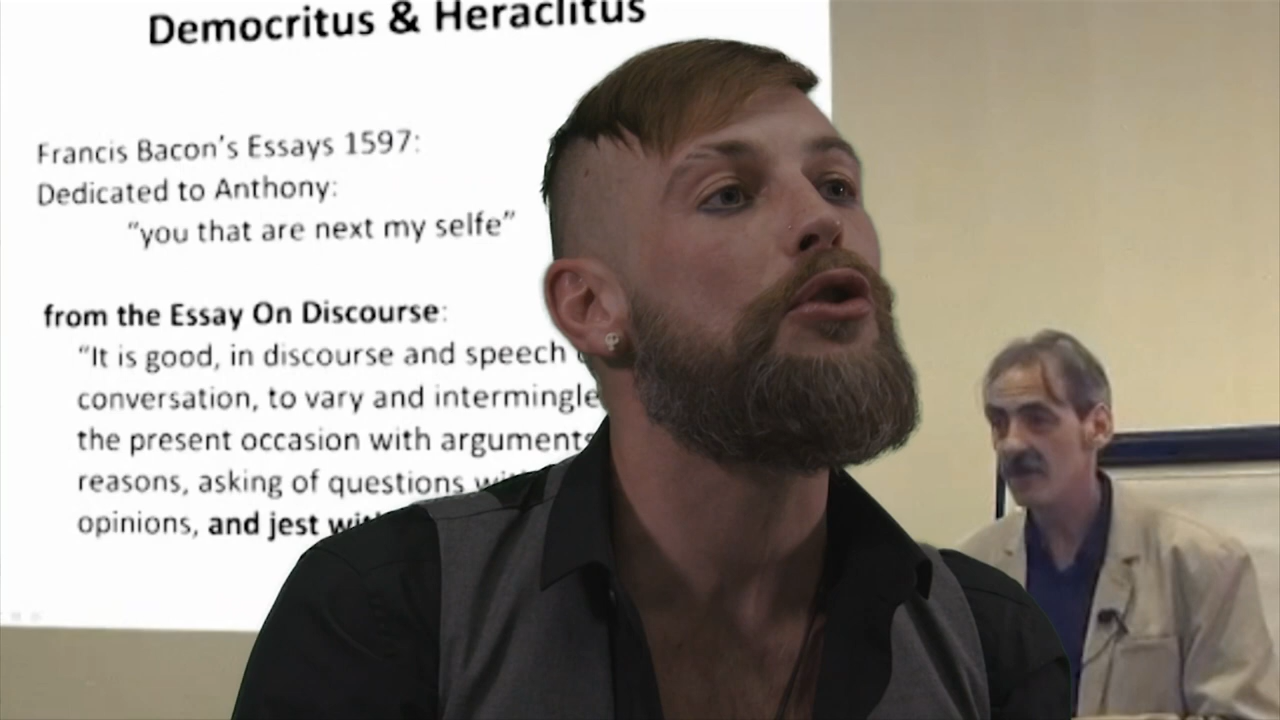 Democritus & Heraclitus
Francis Bacon's Essays 1597:
Dedicated to Anthony:
"you that are next my selfe"
from the Essay On Discourse:
"It is good, in discourse and speech
conversation, to vary and intermingle
the present occasion with arguments
reasons, asking of questions
opinions, and jest